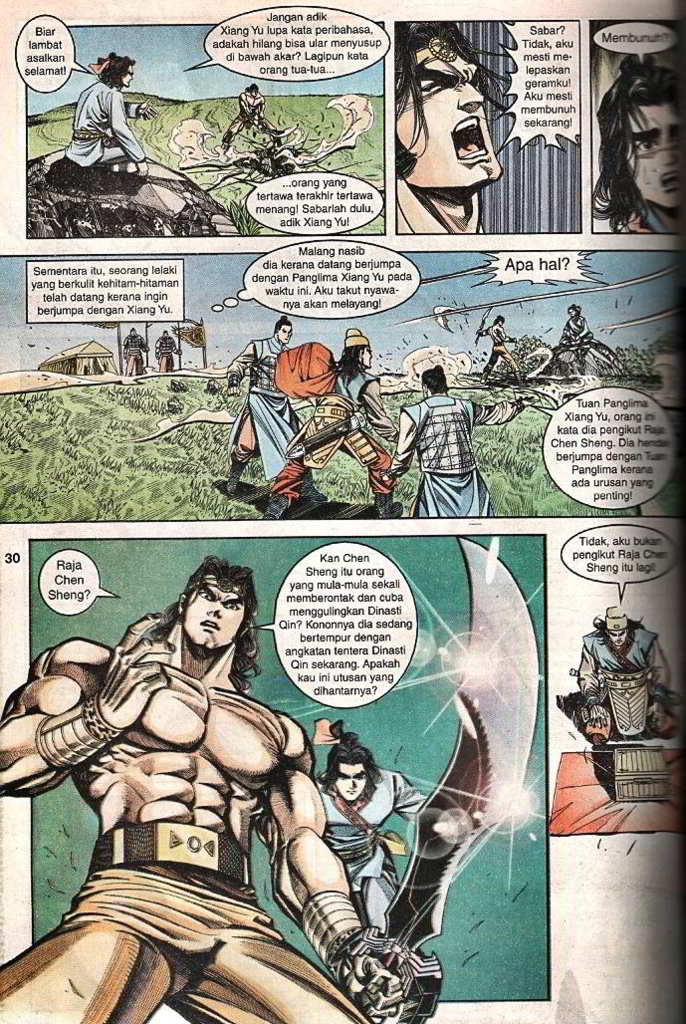 Biar
lambat
asalkan
selamat!
Jangan adik
Xiang Yu lupa kata peribahasa,
adakah hilang bisa ular menyusup
di bawah akar? Lagipun kata
orang tua-tua...
...orang yang
tertawa terakhir tertawa
menang! Sabarlah dulu,
adik Xiang Yu!
Sabar?
Tidak, aku
mesti me-
lepaskan
geramku!
Aku mesti
membunuh
sekarang!
Membunuh?
Sementara itu, seorang lelaki
yang berkulit kehitam-hitaman
telah datang kerana ingin
berjumpa dengan Xiang Yu.
Malang nasib
dia kerana datang berjumpa
dengan Panglima Xiang Yu pada
waktu ini. Aku takut nyawa-
nya akan melayang!
Apa hal?
Tuan Panglima
Xiang Yu, orang ini
kata dia pengikut Raja
Chen Sheng. Dia hendak
berjumpa dengan Tuan
Panglima kerana
ada urusan yang
penting!
30
Raja
Chen
Sheng?
Kan Chen
Sheng itu orang
yang mula-mula sekali
memberontak dan cuba
menggulingkan Dinasti
Qin? Kononnya dia sedang
bertempur dengan
angkatan tentera Dinasti
Qin sekarang. Apakah
kau ini utusan yang
dihantarnya?
Tidak, aku bukan
pengikut Raja Chen
Sheng itu lagi!